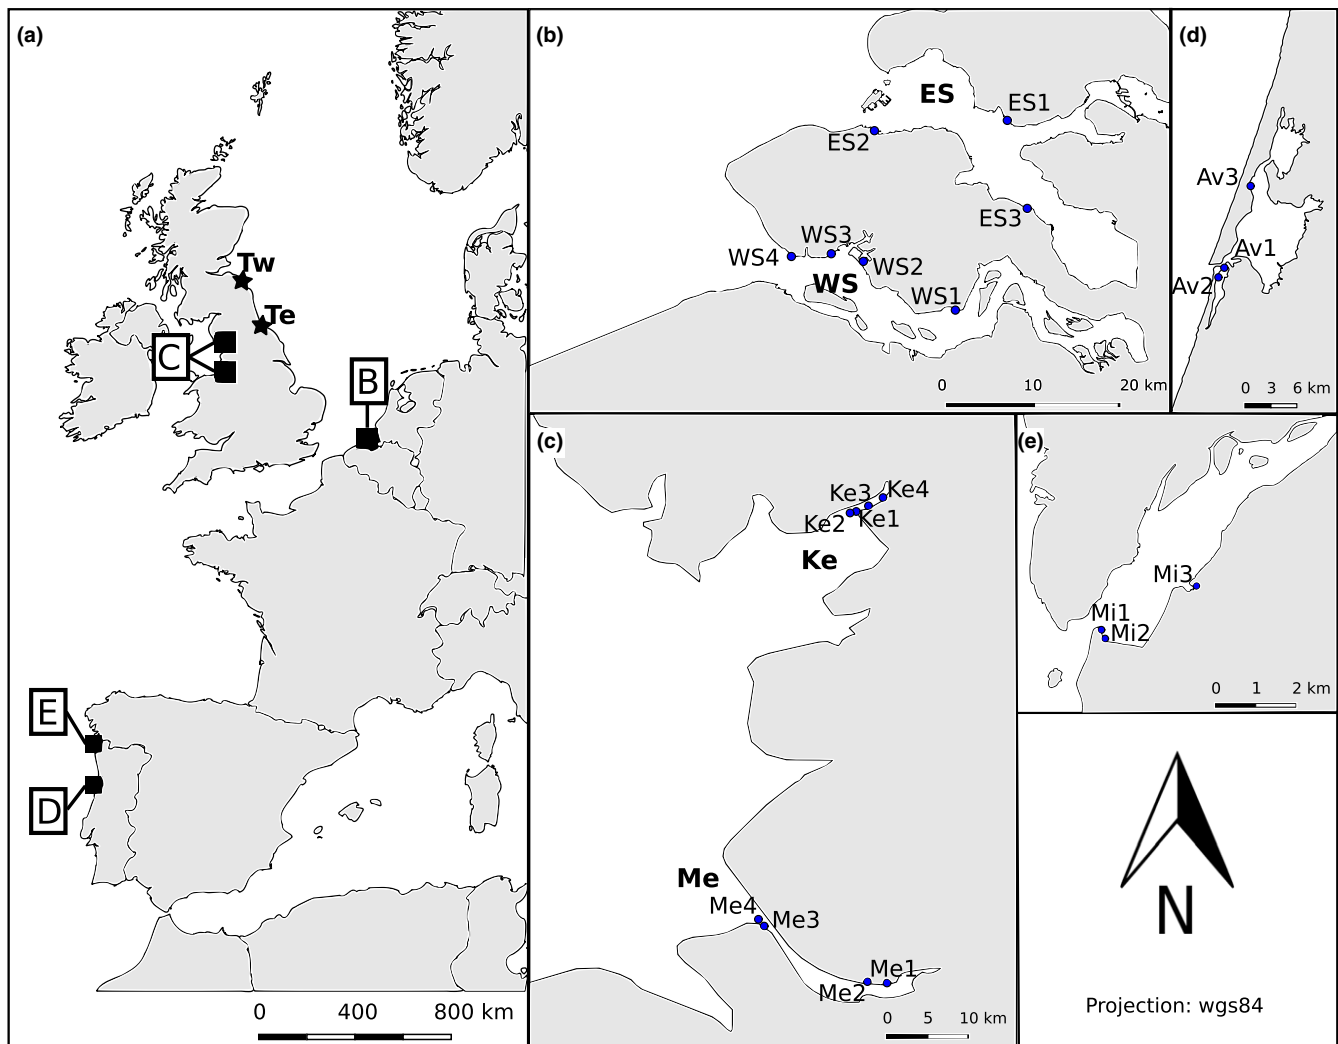 (a)
Tw
Te
C
B
E
D
0 400 800 km
(b)
ES
ES1
ES2
ES3
WS3
WS4
WS2
WS
WS1
0 10 20 km
(d)
Av3
Av1
Av2
0 3 6 km
(c)
Ke3 Ke4
Ke2 Ke1
Ke
Me
Me4
Me3
Me1
Me2
0 5 10 km
(e)
Mi3
Mi1
Mi2
0 1 2 km
N
Projection: wgs84